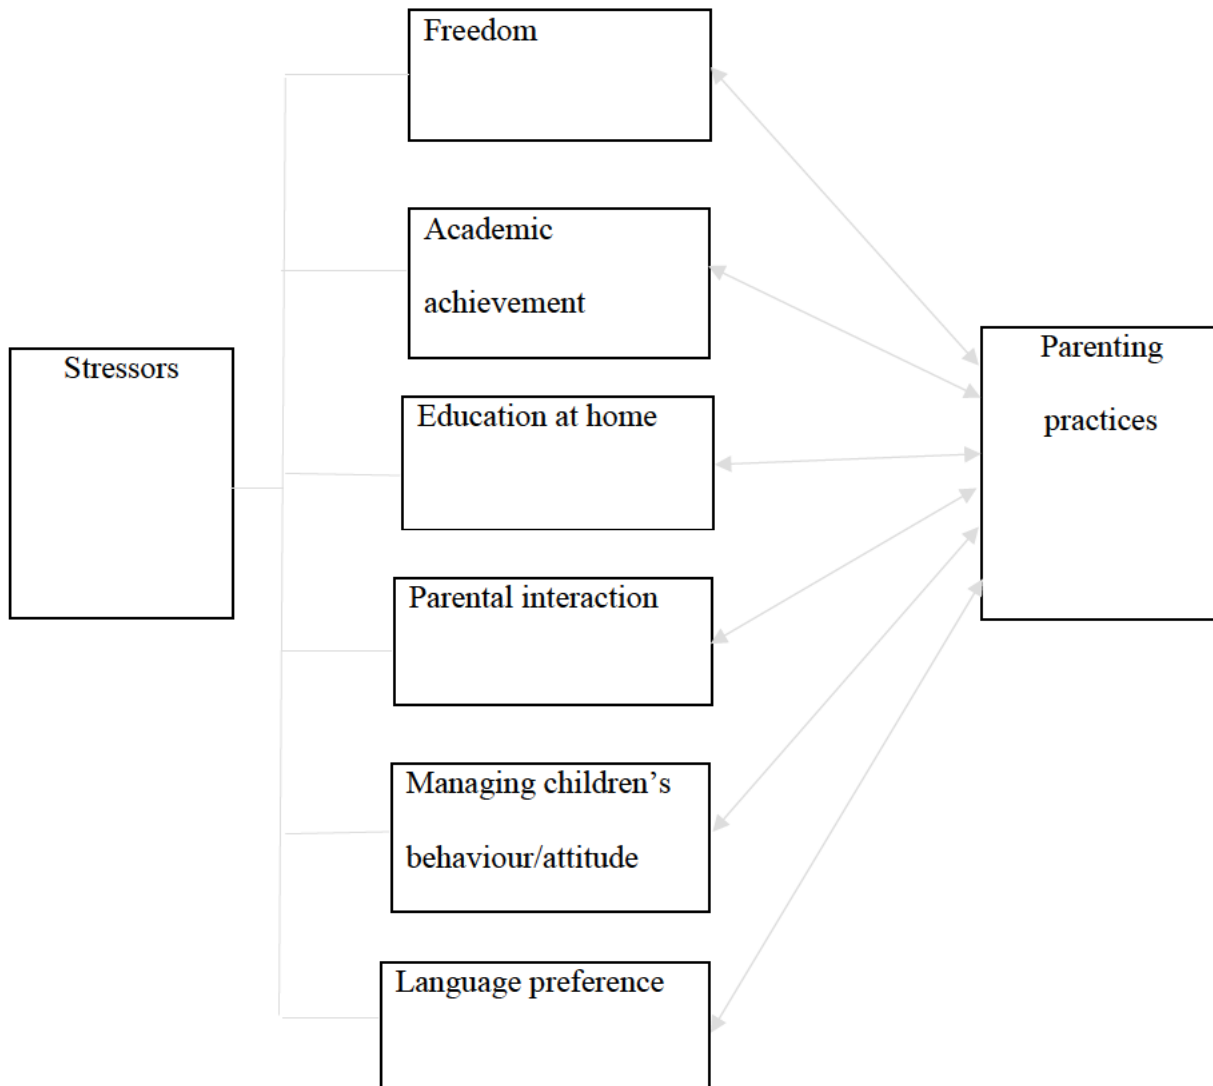 Freedom
Academic
achievement
Stressors
Education at home
Parenting
practices
Parental interaction
Managing children’s
behaviour/attitude
Language preference